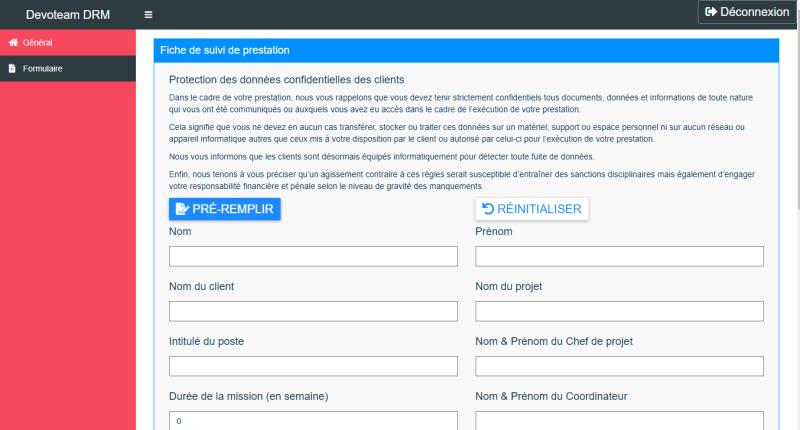 Devoteam DRM
Déconnexion
Général
Formulaire
Fiche de suivi de prestation
Protection des données confidentielles des clients
Dans le cadre de votre prestation, nous vous rappelons que vous devez tenir strictement confidentiels tous documents, données et informations de toute nature
qui vous ont été communiqués ou auxquels vous avez eu accès dans le cadre de l'exécution de votre prestation.
Cela signifie que vous ne devez en aucun cas transférer, stocker ou traiter ces données sur un matériel, support ou espace personnel ni sur aucun réseau ou
appareil informatique autres que ceux mis à votre disposition par le client ou autorisé par celui-ci pour l'exécution de votre prestation.
Nous vous informons que les clients sont désormais équipés informatiquement pour détecter toute fuite de données.
Enfin, nous tenons à vous préciser qu'un agissement contraire à ces règles serait susceptible d'entraîner des sanctions disciplinaires mais également d'engager
votre responsabilité financière et pénale selon le niveau de gravité des manquements.
PRÉ-REMPLIR
RÉINITIALISER
Nom
Prénom
Nom du client
Nom du projet
Intitulé du poste
Nom & Prénom du Chef de projet
Durée de la mission (en semaine)
Nom & Prénom du Coordinateur
0